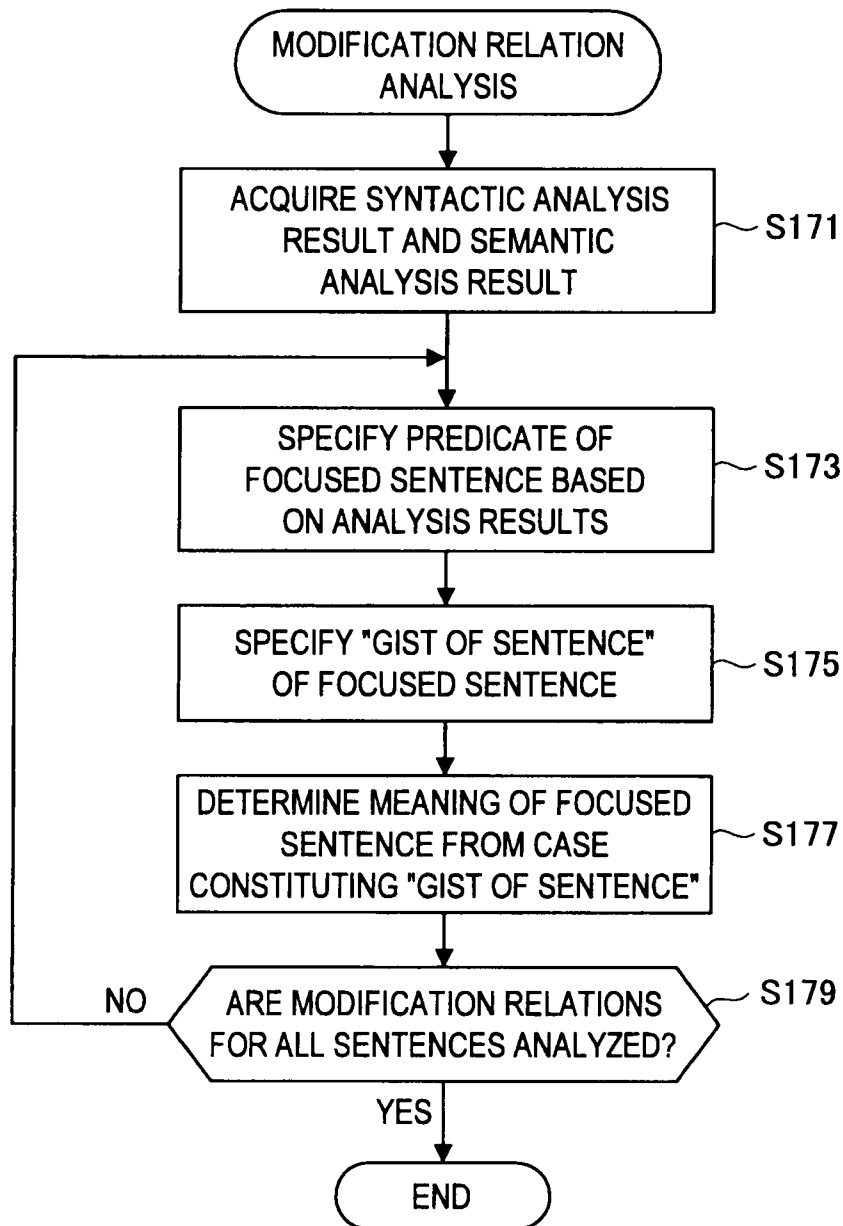 MODIFICATION RELATION
ANALYSIS
ACQUIRE SYNTACTIC ANALYSIS
RESULT AND SEMANTIC
ANALYSIS RESULT
S171
SPECIFY PREDICATE OF
FOCUSED SENTENCE BASED
ON ANALYSIS RESULTS
S173
SPECIFY "GIST OF SENTENCE"
OF FOCUSED SENTENCE
S175
DETERMINE MEANING OF FOCUSED
SENTENCE FROM CASE
CONSTITUTING "GIST OF SENTENCE"
S177
ARE MODIFICATION RELATIONS
FOR ALL SENTENCES ANALYZED?
S179
NO
YES
END